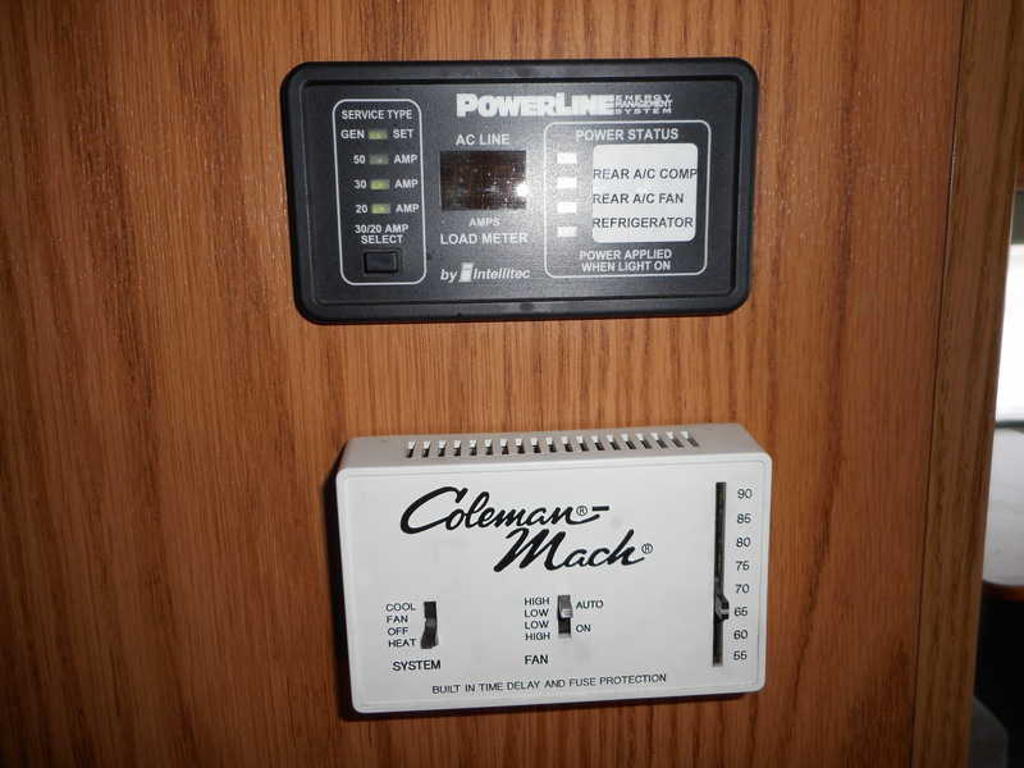 POWERLINE ENERGY MANAGEMENT SYSTEM
SERVICE TYPE
GEN SET
50 AMP
30 AMP
20 AMP
30/20 AMP
SELECT
AC LINE
AMPS
LOAD METER
by Intellitec
POWER STATUS
REAR A/C COMP
REAR A/C FAN
REFRIGERATOR
POWER APPLIED
WHEN LIGHT ON
Coleman®-
Mach®
COOL
FAN
OFF
HEAT
SYSTEM
HIGH
LOW
LOW
HIGH
AUTO
ON
FAN
90
85
80
75
70
65
60
55
BUILT IN TIME DELAY AND FUSE PROTECTION